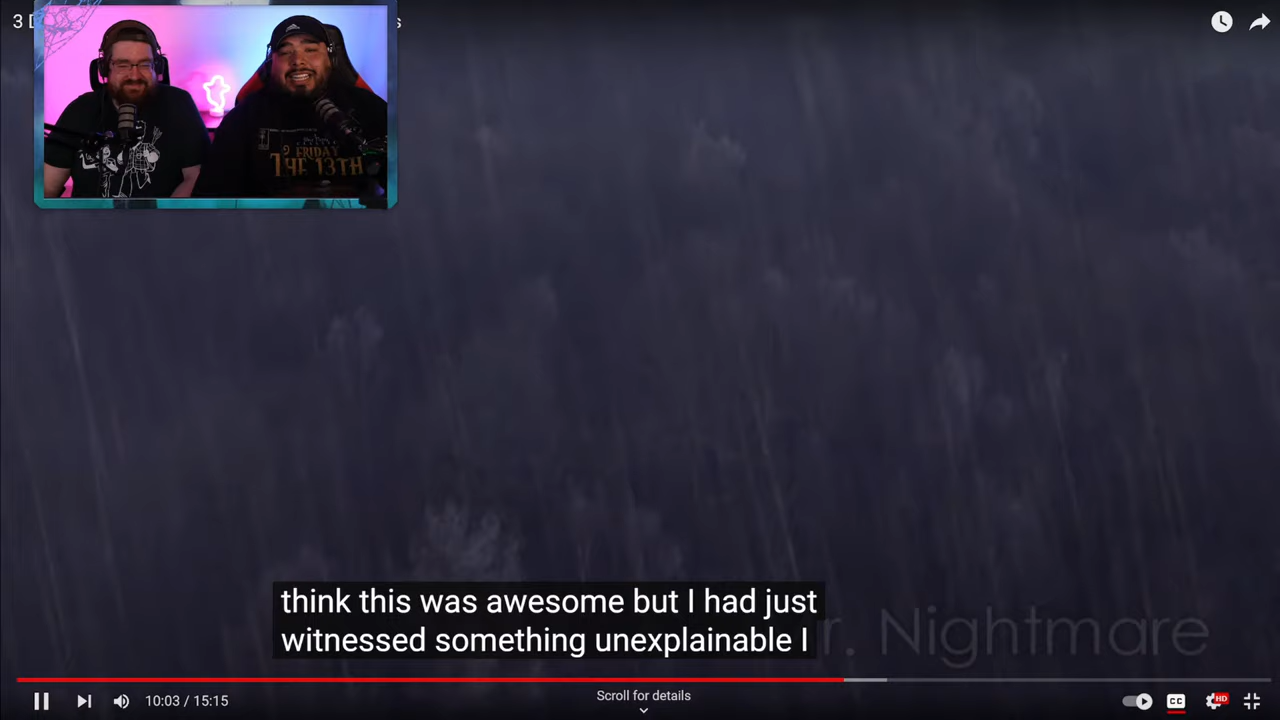 3
s
FRIDAY
THE 13TH
think this was awesome but I had just
witnessed something unexplainable I
r. Nightmare
10:03 / 15:15
Scroll for details
CC
HD